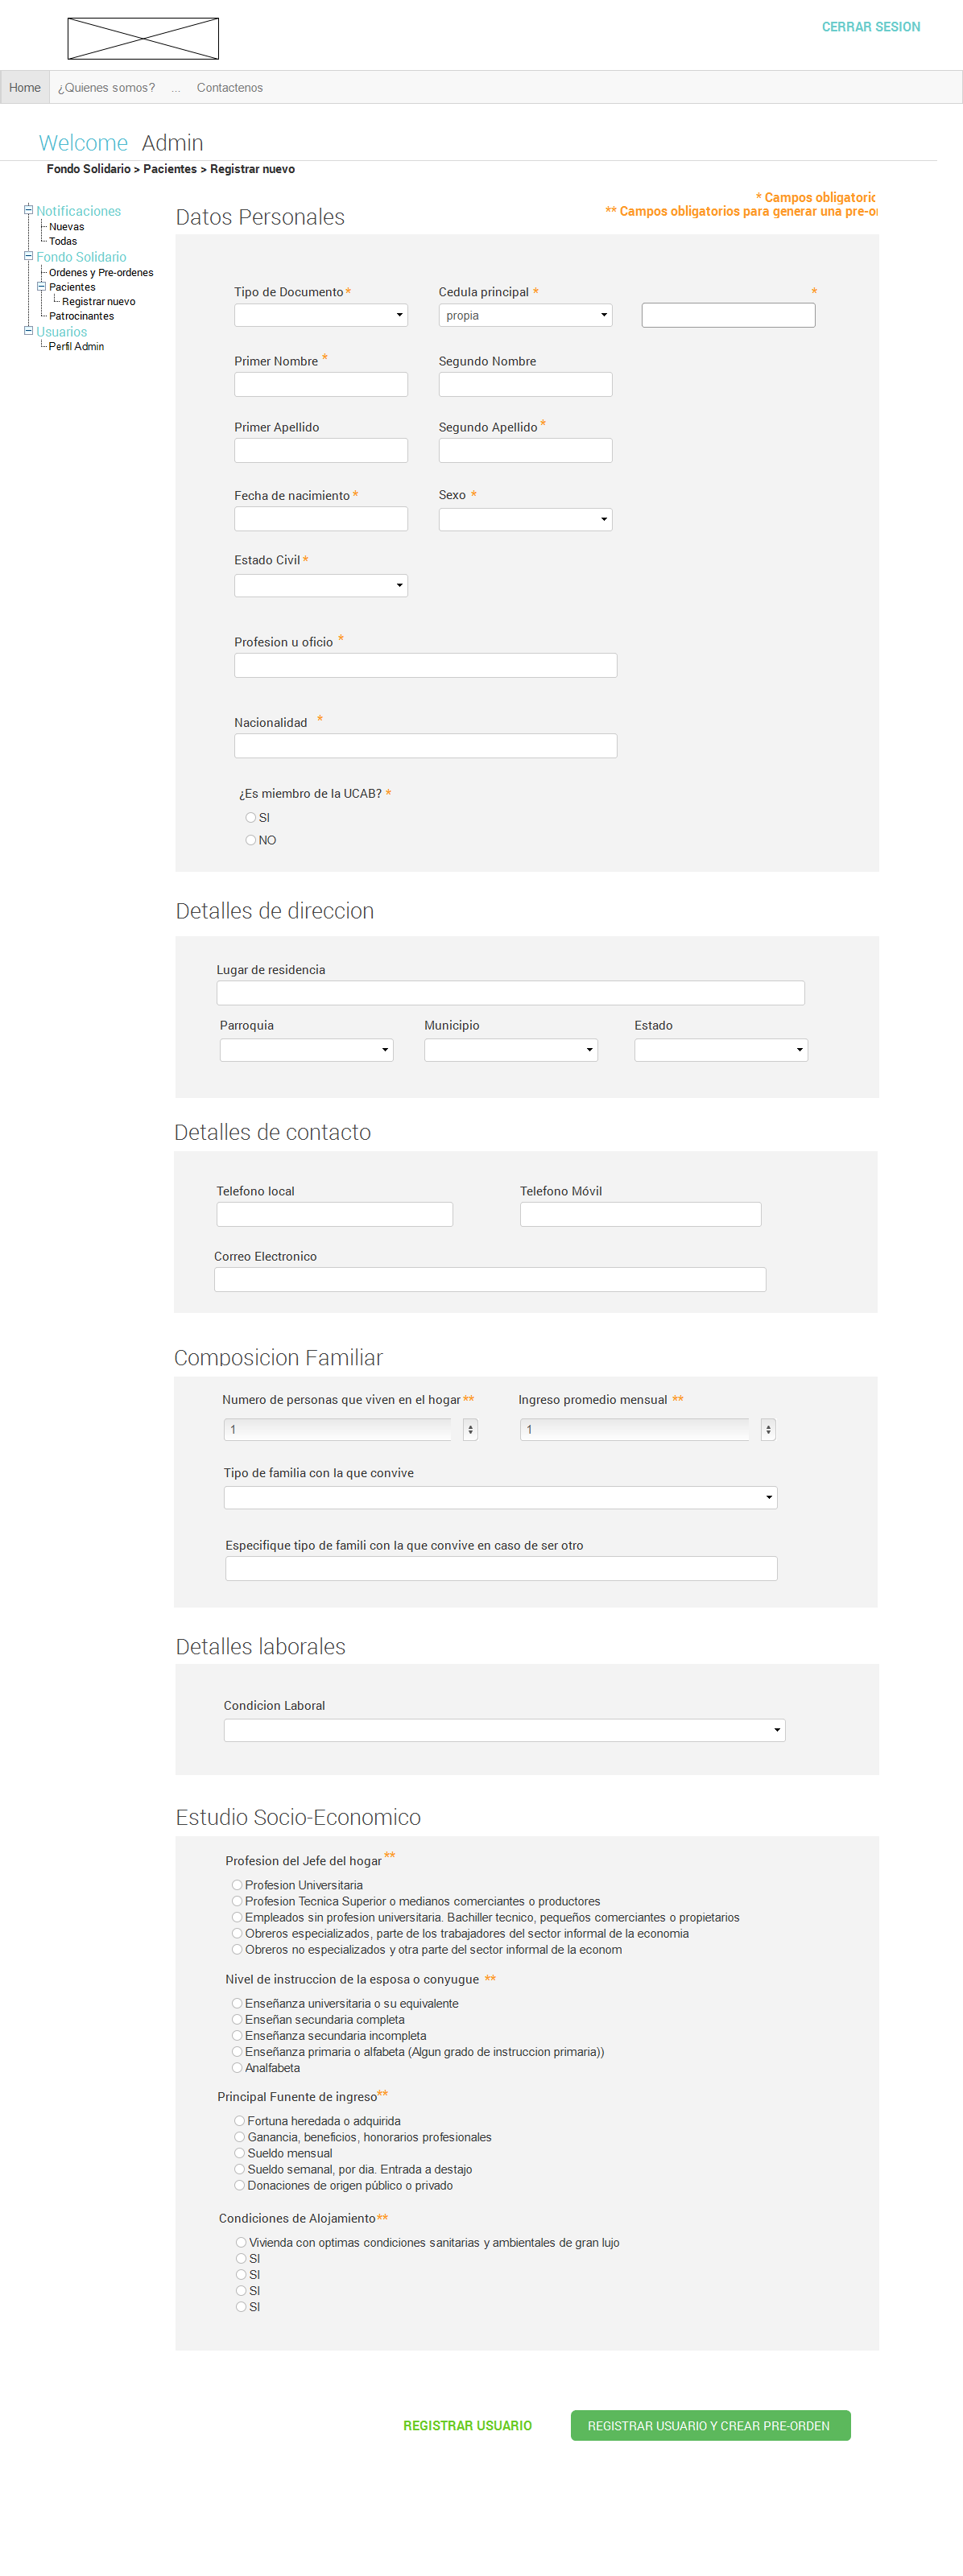 CERRAR SESION
Home ¿Quienes somos? ... Contactenos
Welcome Admin
Fondo Solidario > Pacientes > Registrar nuevo
* Campos obligatorio
** Campos obligatorios para generar una pre-or
Notificaciones
Nuevas
Todas
Fondo Solidario
Ordenes y Pre-ordenes
Pacientes
Registrar nuevo
Patrocinantes
Usuarios
Perfil Admin
Datos Personales
Tipo de Documento * Cedula principal * *
propia
Primer Nombre * Segundo Nombre
Primer Apellido Segundo Apellido *
Fecha de nacimiento * Sexo *
Estado Civil *
Profesion u oficio *
Nacionalidad *
¿Es miembro de la UCAB? *
SI
NO
Detalles de direccion
Lugar de residencia
Parroquia Municipio Estado
Detalles de contacto
Telefono local Telefono Móvil
Correo Electronico
Composicion Familiar
Numero de personas que viven en el hogar ** Ingreso promedio mensual **
1 1
Tipo de familia con la que convive
Especifique tipo de famili con la que convive en caso de ser otro
Detalles laborales
Condicion Laboral
Estudio Socio-Economico
Profesion del Jefe del hogar **
Profesion Universitaria
Profesion Tecnica Superior o medianos comerciantes o productores
Empleados sin profesion universitaria. Bachiller tecnico, pequeños comerciantes o propietarios
Obreros especializados, parte de los trabajadores del sector informal de la economia
Obreros no especializados y otra parte del sector informal de la econom
Nivel de instruccion de la esposa o conyugue **
Enseñanza universitaria o su equivalente
Enseñan secundaria completa
Enseñanza secundaria incompleta
Enseñanza primaria o alfabeta (Algun grado de instruccion primaria))
Analfabeta
Principal Funente de ingreso**
Fortuna heredada o adquirida
Ganancia, beneficios, honorarios profesionales
Sueldo mensual
Sueldo semanal, por dia. Entrada a destajo
Donaciones de origen público o privado
Condiciones de Alojamiento**
Vivienda con optimas condiciones sanitarias y ambientales de gran lujo
SI
SI
SI
SI
REGISTRAR USUARIO REGISTRAR USUARIO Y CREAR PRE-ORDEN